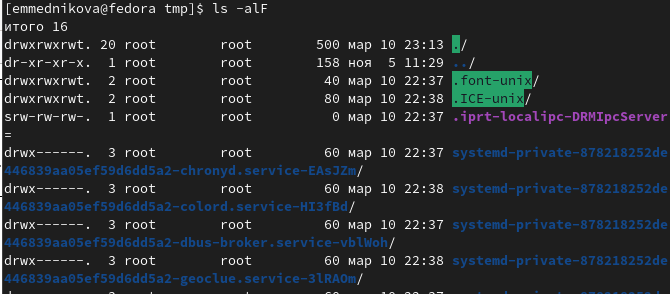 [emmednikova@fedora tmp]$ ls -alF
итого 16
drwxrwxrwt. 20 root      root      500 мар 10 23:13 ./
dr-xr-xr-x.  1 root      root      158 ноя  5 11:29 ../
drwxrwxrwt.  2 root      root       40 мар 10 22:37 .font-unix/
drwxrwxrwt.  2 root      root       80 мар 10 22:38 .ICE-unix/
srw-rw-rw-.  1 root      root        0 мар 10 22:37 .iprt-localipc-DRMIpcServer
=
drwx------.  3 root      root       60 мар 10 22:37 systemd-private-878218252de
446839aa05ef59d6dd5a2-chronyd.service-EAsJZm/
drwx------.  3 root      root       60 мар 10 22:38 systemd-private-878218252de
446839aa05ef59d6dd5a2-colord.service-HI3fBd/
drwx------.  3 root      root       60 мар 10 22:37 systemd-private-878218252de
446839aa05ef59d6dd5a2-dbus-broker.service-vblWoh/
drwx------.  3 root      root       60 мар 10 22:38 systemd-private-878218252de
446839aa05ef59d6dd5a2-geoclue.service-3lRAOm/